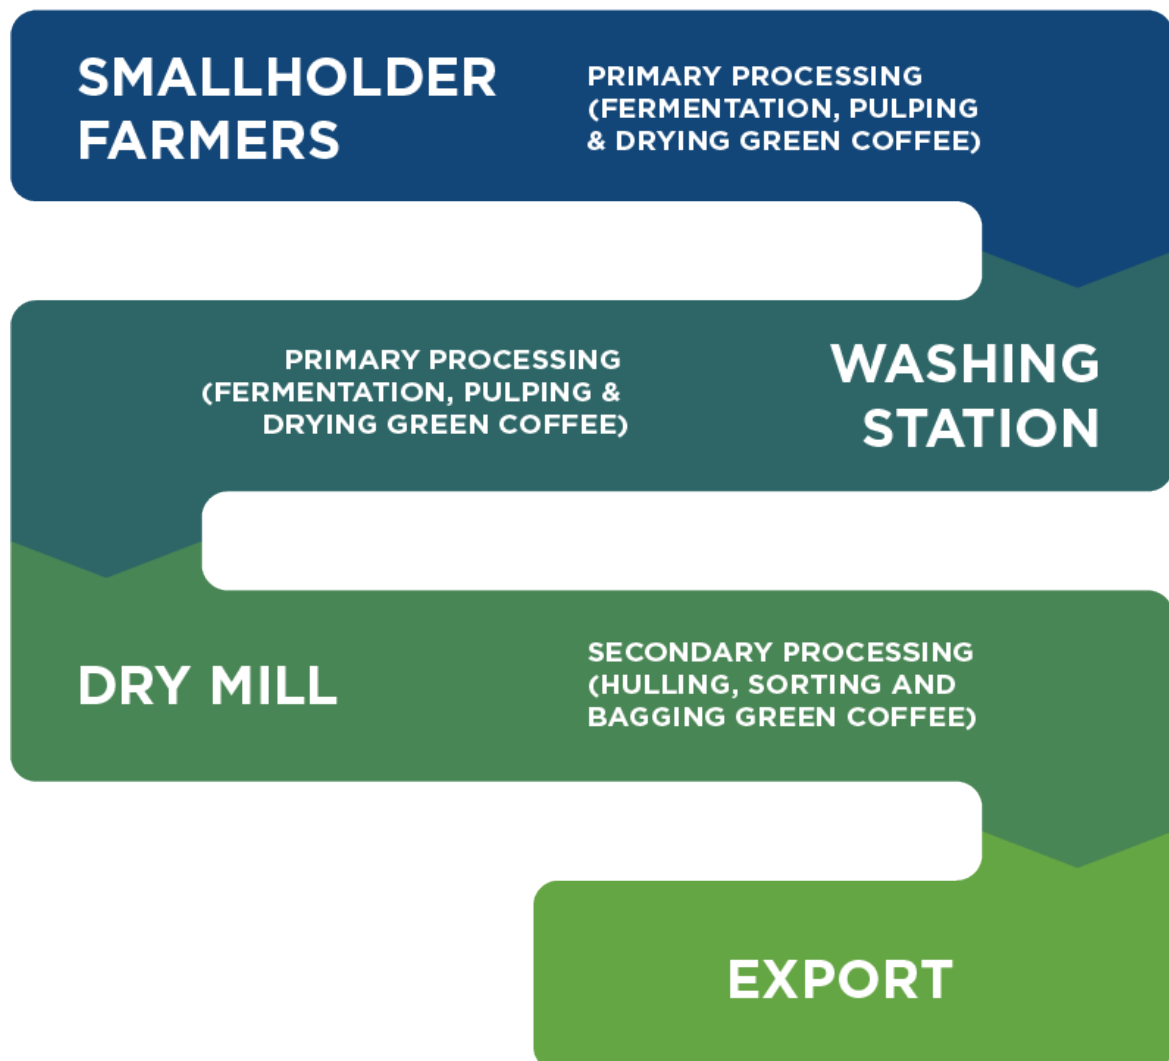 SMALLHOLDER
FARMERS
PRIMARY PROCESSING
(FERMENTATION, PULPING
& DRYING GREEN COFFEE)
PRIMARY PROCESSING
(FERMENTATION, PULPING &
DRYING GREEN COFFEE)
WASHING
STATION
DRY MILL
SECONDARY PROCESSING
(HULLING, SORTING AND
BAGGING GREEN COFFEE)
EXPORT